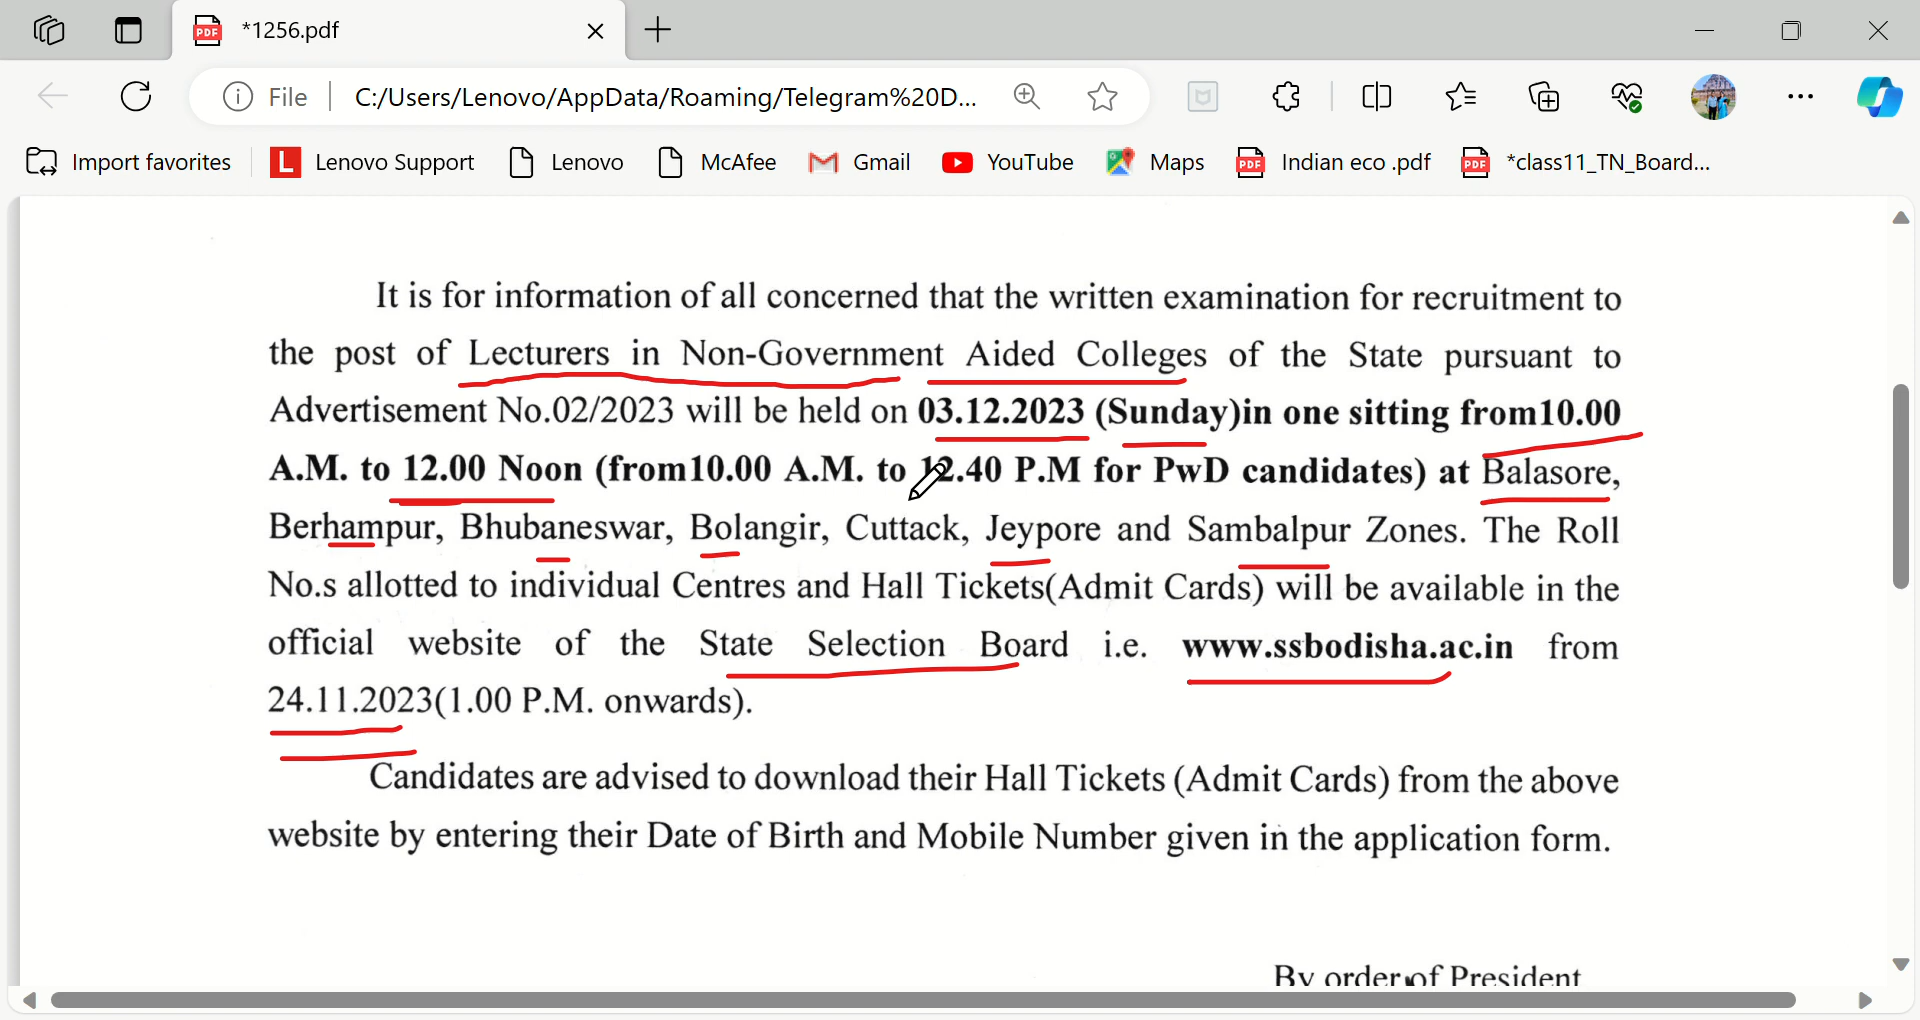 *1256.pdf
File
C:/Users/Lenovo/AppData/Roaming/Telegram%20D...
Import favorites
Lenovo Support
Lenovo
McAfee
Gmail
YouTube
Maps
Indian eco .pdf
*class11_TN_Board...
It is for information of all concerned that the written examination for recruitment to
the post of Lecturers in Non-Government Aided Colleges of the State pursuant to
Advertisement No.02/2023 will be held on 03.12.2023 (Sunday)in one sitting from10.00
A.M. to 12.00 Noon (from10.00 A.M. to 12.40 P.M for PwD candidates) at Balasore,
Berhampur, Bhubaneswar, Bolangir, Cuttack, Jeypore and Sambalpur Zones. The Roll
No.s allotted to individual Centres and Hall Tickets(Admit Cards) will be available in the
official website of the State Selection Board i.e. www.ssbodisha.ac.in from
24.11.2023(1.00 P.M. onwards).
Candidates are advised to download their Hall Tickets (Admit Cards) from the above
website by entering their Date of Birth and Mobile Number given in the application form.
By order of President